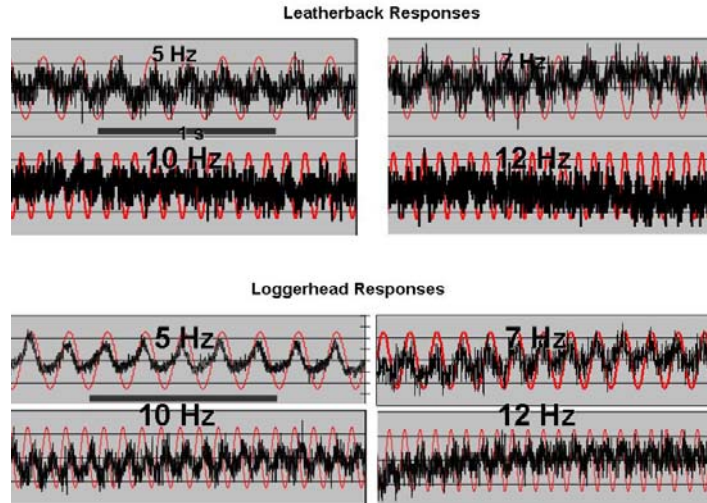 Leatherback Responses
5 Hz
7 Hz
1 s
10 Hz
12 Hz
Loggerhead Responses
5 Hz
7 Hz
10 Hz
12 Hz